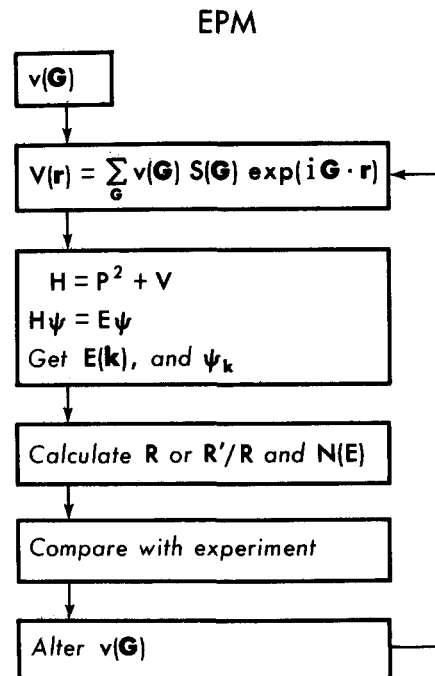 EPM
v(G)
V(r) = ∑ v(G) S(G) exp(iG·r)
G
H = P² + V
Hψ = Eψ
Get E(k), and ψₖ
Calculate R or R'/R and N(E)
Compare with experiment
Alter v(G)